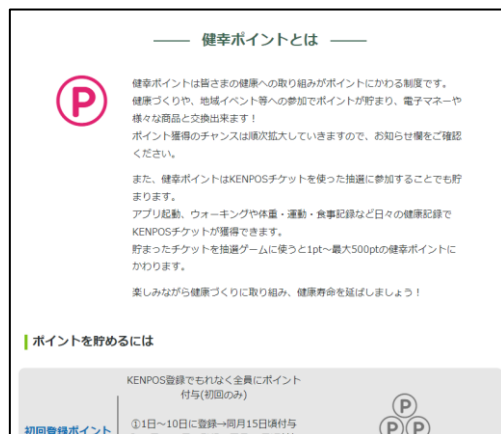 健幸ポイントとは
P
健幸ポイントは皆さまの健康への取り組みがポイントにかわる制度です。
健康づくりや、地域イベント等への参加でポイントが貯まり、電子マネーや
様々な商品と交換出来ます！
ポイント獲得のチャンスは順次拡大していきますので、お知らせ欄をご確認
ください。
また、健幸ポイントはKENPOSチケットを使った抽選に参加することでも貯
まります。
アプリ起動、ウォーキングや体重・運動・食事記録など日々の健康記録で
KENPOSチケットが獲得できます。
貯まったチケットを抽選ゲームに使うと1pt～最大500ptの健幸ポイントに
かわります。
楽しみながら健康づくりに取り組み、健康寿命を延ばしましょう！
ポイントを貯めるには
KENPOS登録でもれなく全員にポイント
付与(初回のみ)
①1日～10日に登録→同月15日頃付与
初回登録ポイント
P
P P